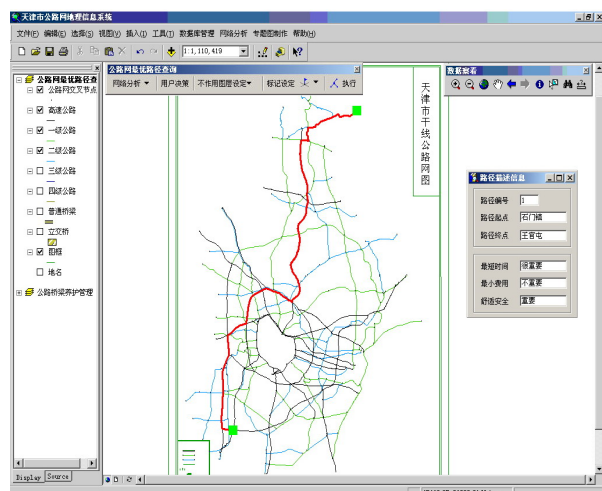 天津市公路网地理信息系统
文件(F) 编辑(E) 选择(S) 视图(V) 插入(I) 工具(T) 数据库管理 网络分析 专题图制作 帮助(H)
1:1,110,419
公路网最优路径查
公路网交叉节点
高速公路
一级公路
二级公路
三级公路
四级公路
普通桥梁
立交桥
图框
地名
公路桥梁养护管理
Display Source
公路网最优路径查询
网络分析 用户决策 不作用图层设定 标记设定 执行
天津市干线公路网图
数据察看
路径描述信息
路径编号 1
路径起点 石门镇
路径终点 王官屯
最短时间 很重要
最小费用 不重要
舒适安全 重要